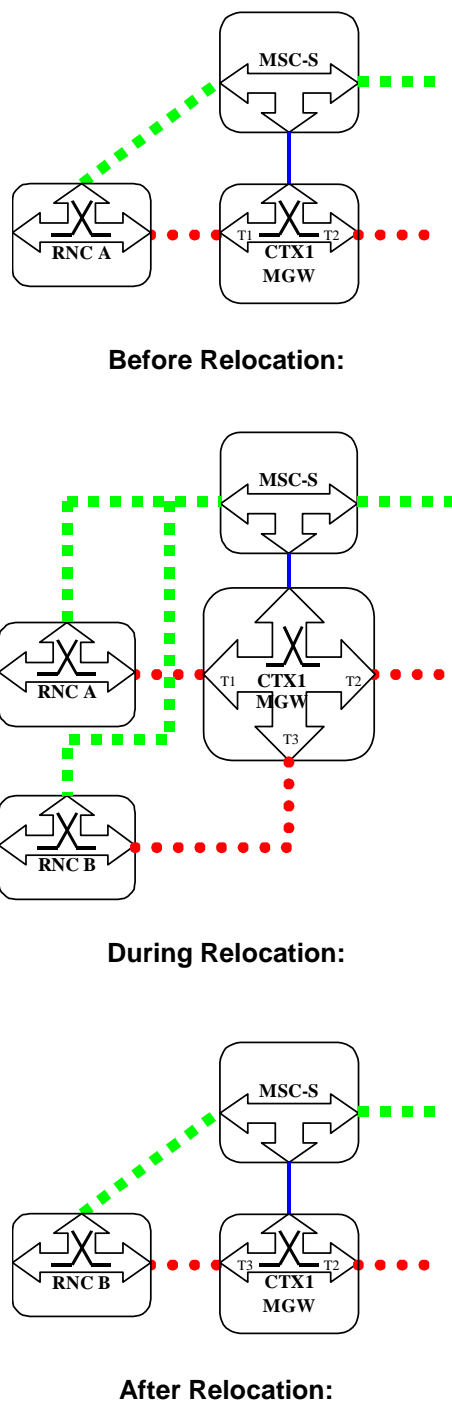 MSC-S
RNC A
T1
T2
CTX1
MGW
Before Relocation:
MSC-S
RNC A
T1
CTX1
T2
MGW
T3
RNC B
During Relocation:
MSC-S
RNC B
T3
T2
CTX1
MGW
After Relocation: